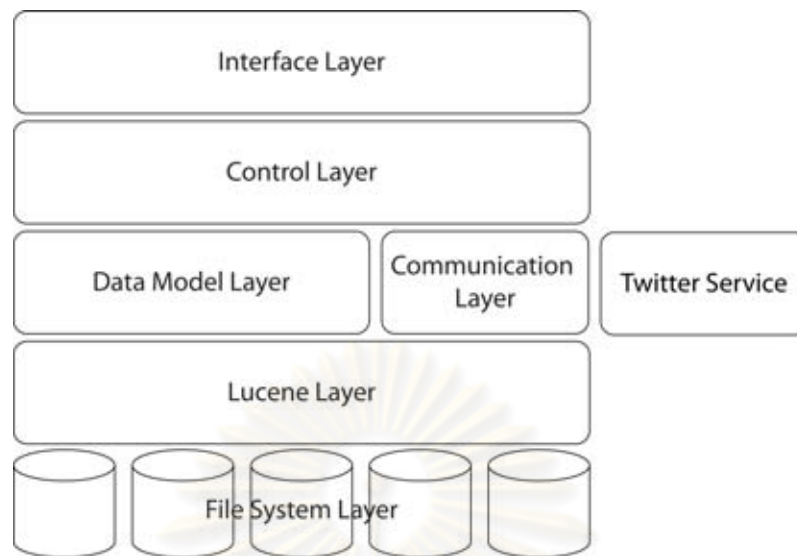 Interface Layer
Control Layer
Data Model Layer
Communication
Layer
Twitter Service
Lucene Layer
File System Layer